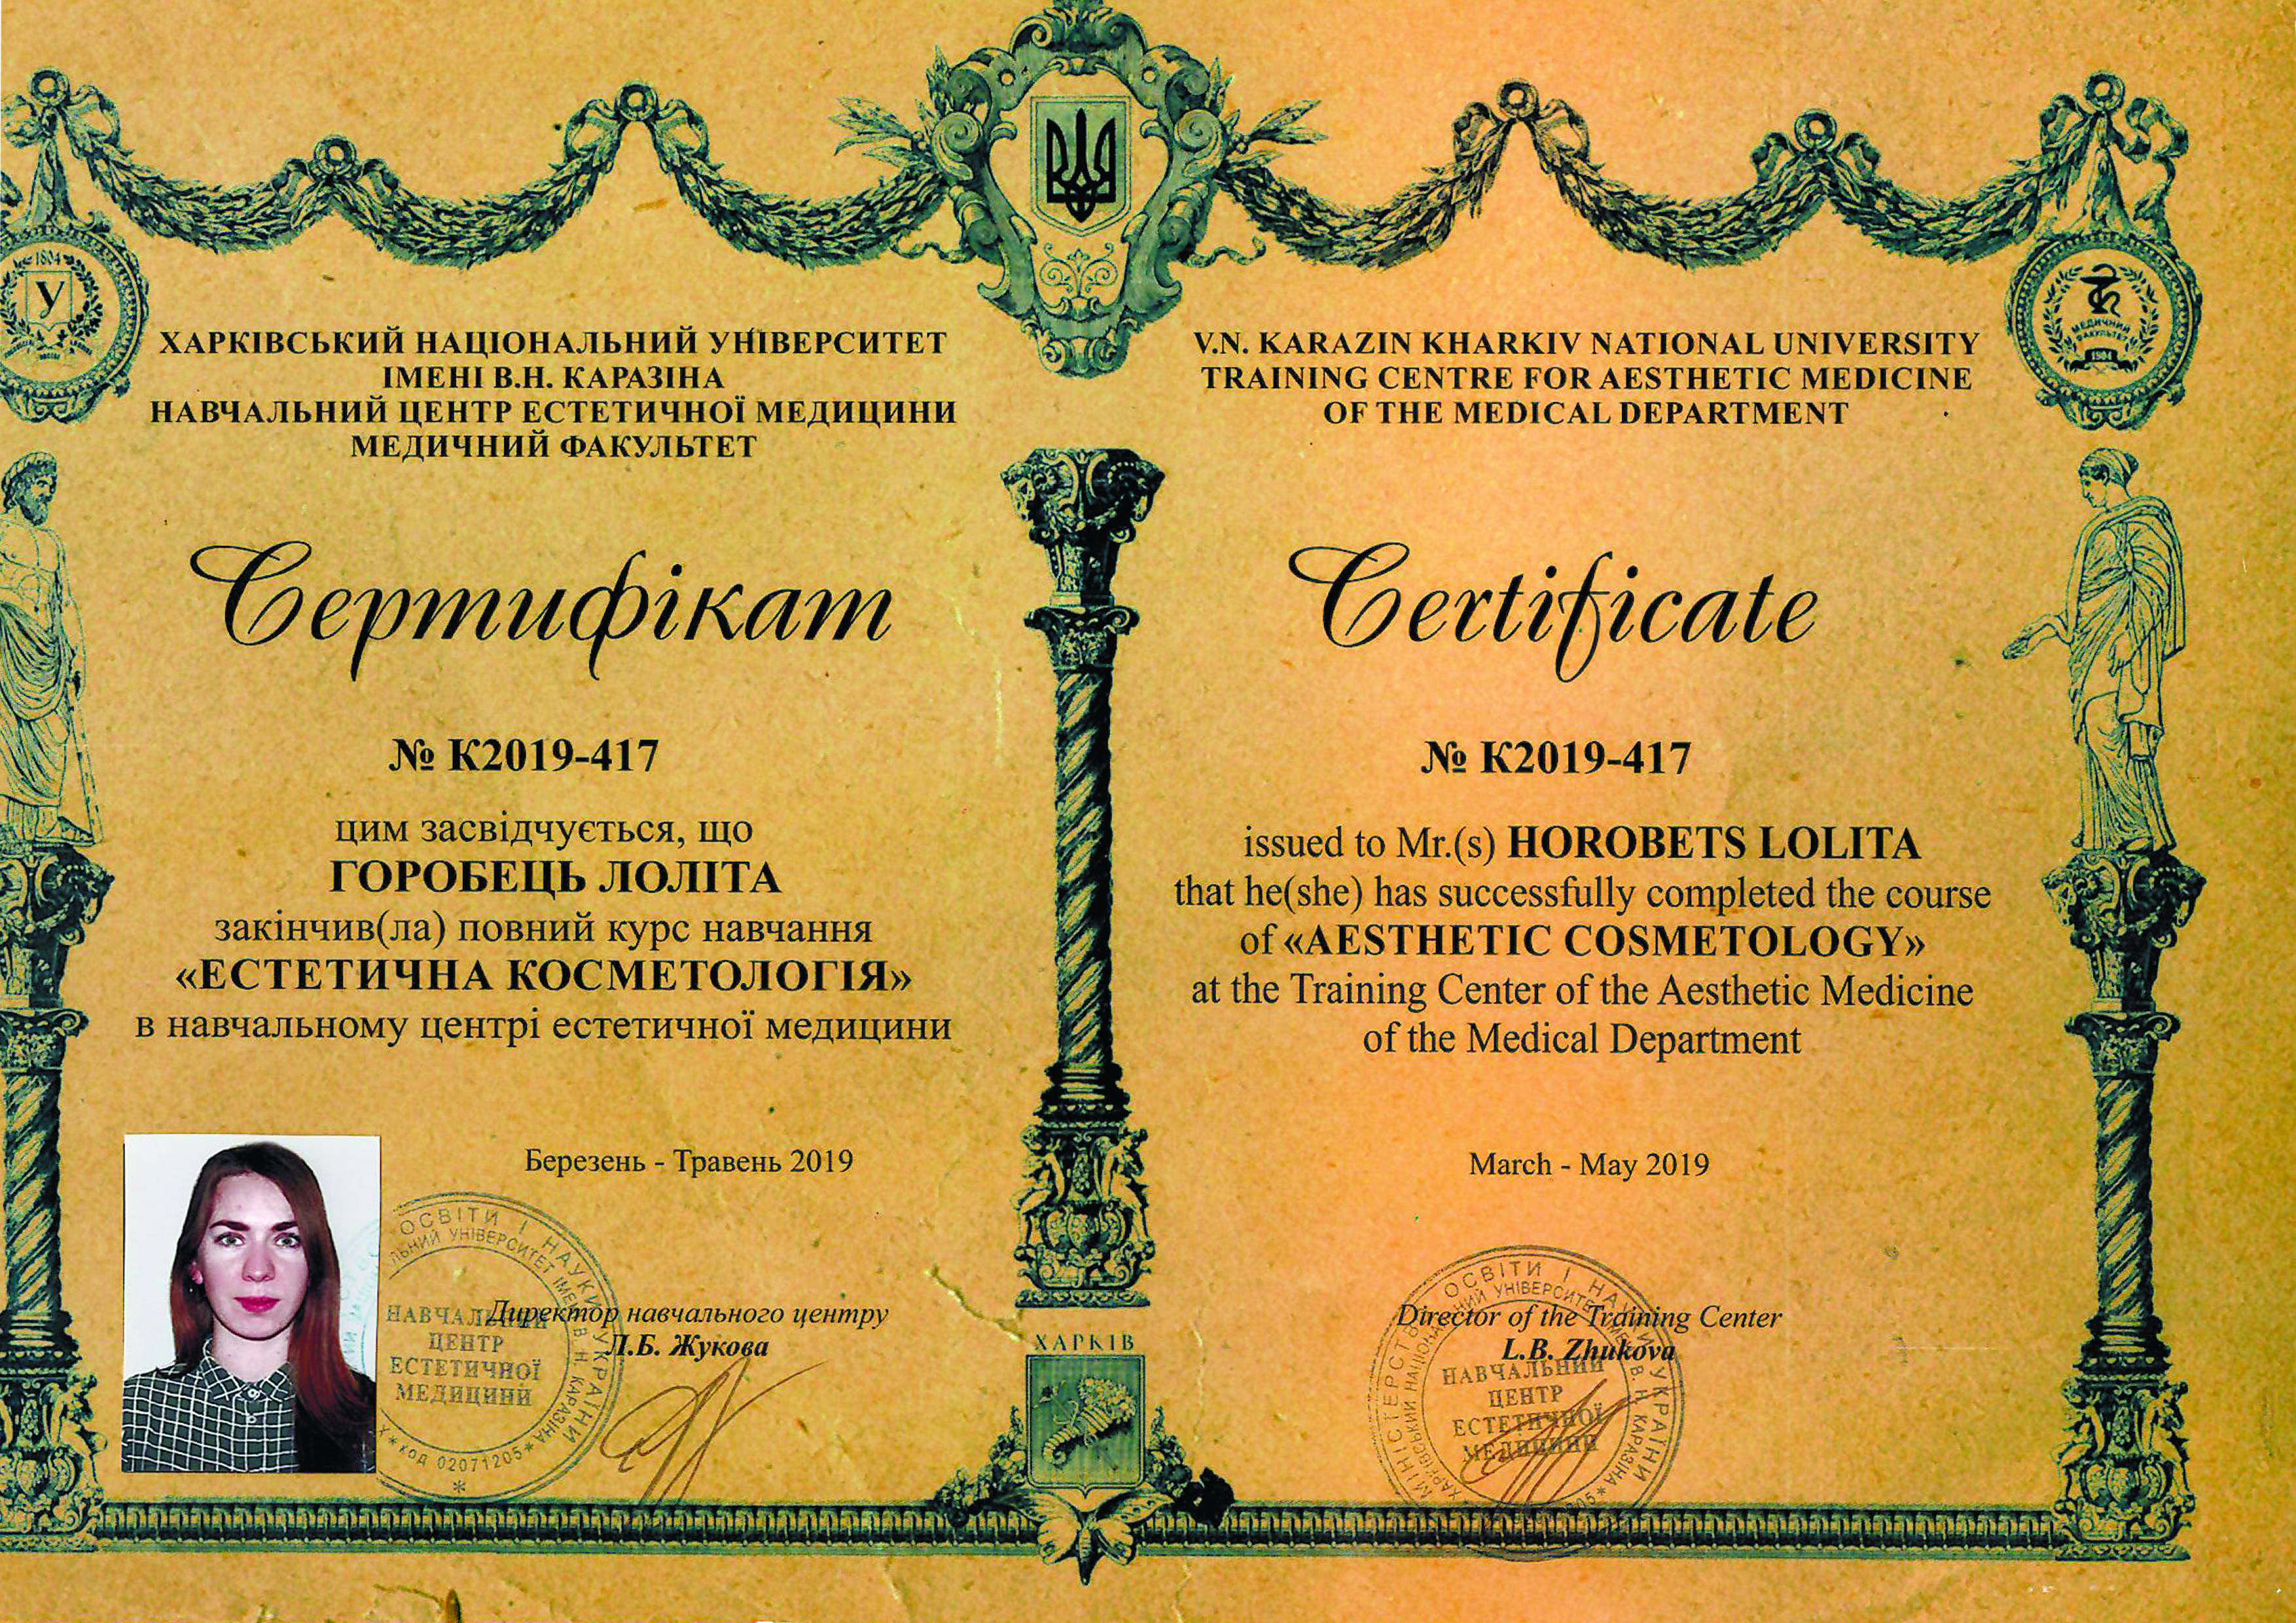 1804
У
ХАРКІВСЬКИЙ НАЦІОНАЛЬНИЙ УНІВЕРСИТЕТ
ІМЕНІ В.Н. КАРАЗІНА
НАВЧАЛЬНИЙ ЦЕНТР ЕСТЕТИЧНОЇ МЕДИЦИНИ
МЕДИЧНИЙ ФАКУЛЬТЕТ
Сертифікат
№ К2019-417
цим засвідчується, що
ГОРОБЕЦЬ ЛОЛІТА
закінчив(ла) повний курс навчання
«ЕСТЕТИЧНА КОСМЕТОЛОГІЯ»
в навчальному центрі естетичної медицини
Березень - Травень 2019
Директор навчального центру
Л.Б. Жукова
ОСВІТИ І НАУКИ УКРАЇНИ
УНІВЕРСИТЕТ ІМЕНІ В. Н. КАРАЗІНА
*код 02071205*
НАВЧАЛЬНИЙ
ЦЕНТР
ЕСТЕТИЧНОЇ
МЕДИЦИНИ
ХАРКІВ
V.N. KARAZIN KHARKIV NATIONAL UNIVERSITY
TRAINING CENTRE FOR AESTHETIC MEDICINE
OF THE MEDICAL DEPARTMENT
МЕДИЧНИЙ
ФАКУЛЬТЕТ
Certificate
№ К2019-417
issued to Mr.(s) HOROBETS LOLITA
that he(she) has successfully completed the course
of «AESTHETIC COSMETOLOGY»
at the Training Center of the Aesthetic Medicine
of the Medical Department
March - May 2019
Director of the Training Center
L.B. Zhukova
МІНІСТЕРСТВО ОСВІТИ І НАУКИ УКРАЇНИ
ХАРКІВСЬКИЙ НАЦІОНАЛЬНИЙ УНІВЕРСИТЕТ ІМЕНІ В. Н. КАРАЗІНА
НАВЧАЛЬНИЙ
ЦЕНТР
ЕСТЕТИЧНОЇ
МЕДИЦИНИ